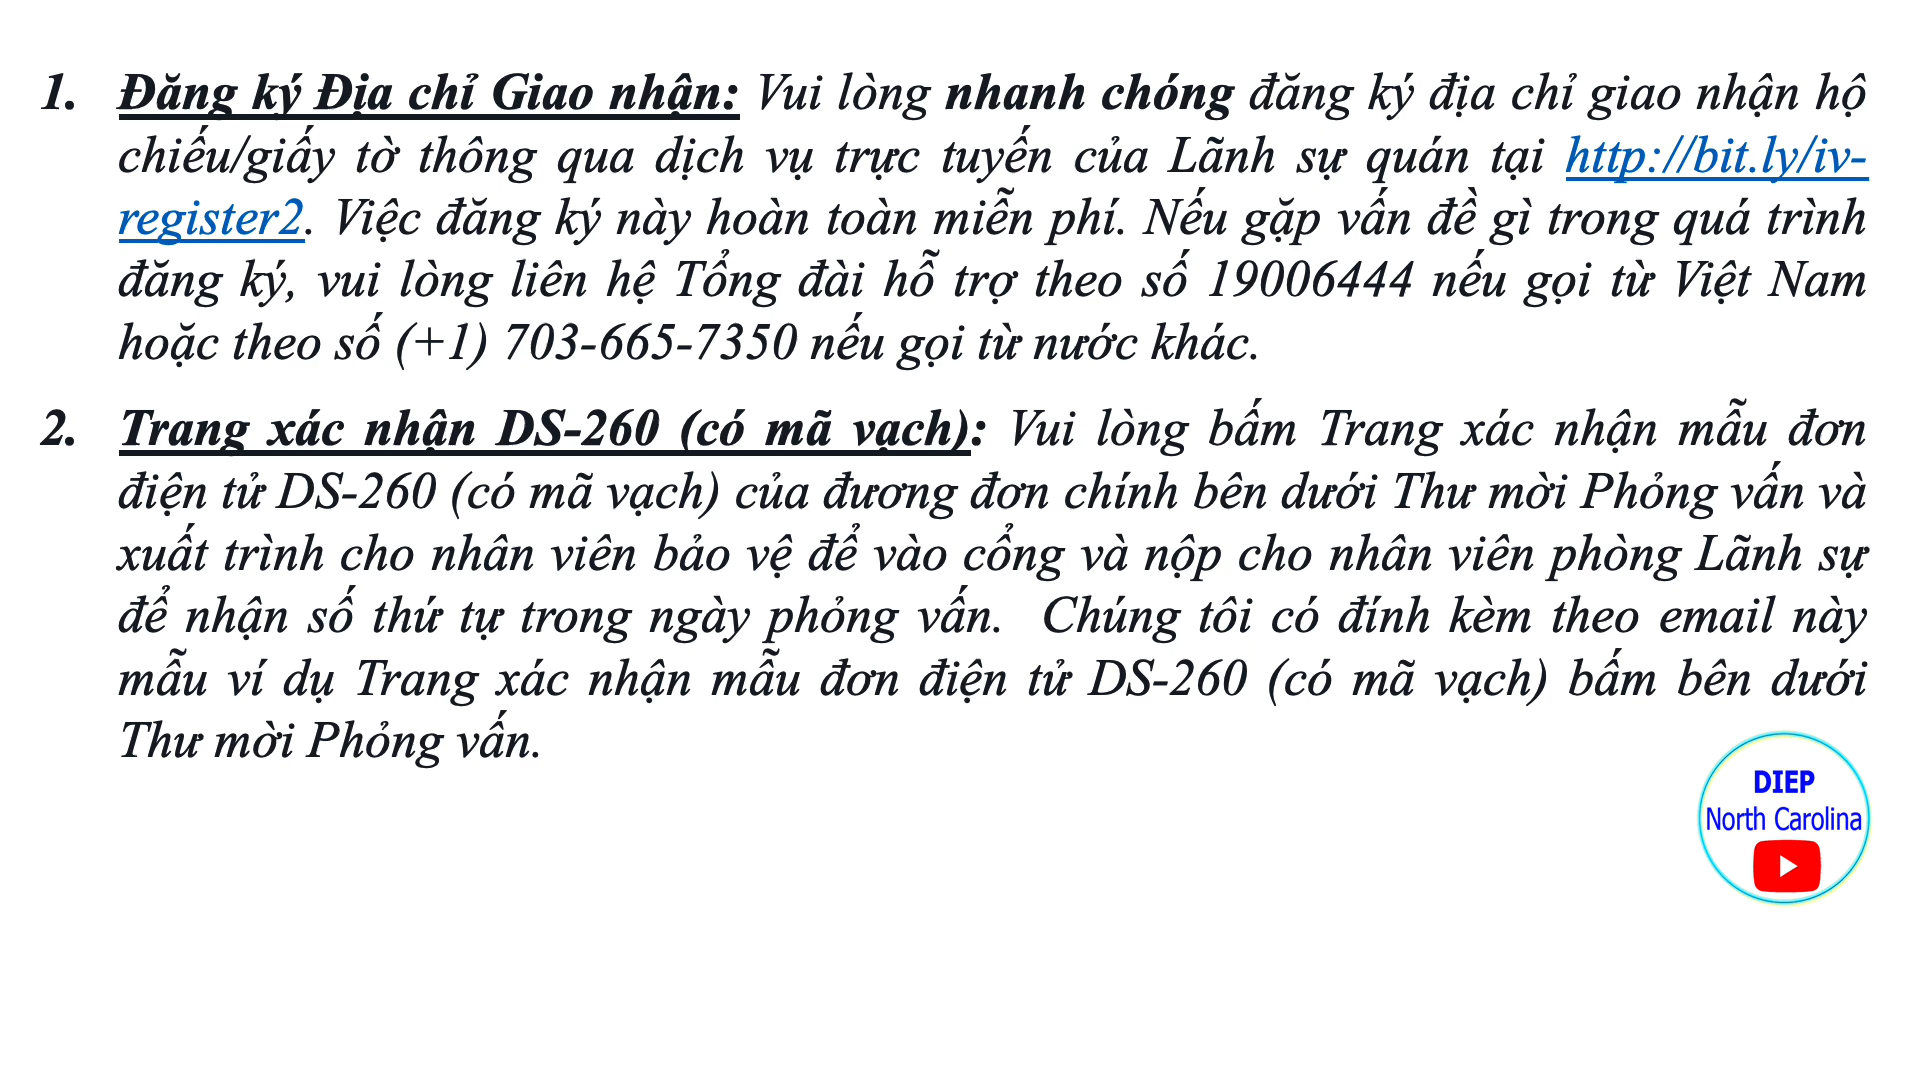 1. Đăng ký Địa chỉ Giao nhận: Vui lòng nhanh chóng đăng ký địa chỉ giao nhận hộ
chiếu/giấy tờ thông qua dịch vụ trực tuyến của Lãnh sự quán tại http://bit.ly/iv-
register2. Việc đăng ký này hoàn toàn miễn phí. Nếu gặp vấn đề gì trong quá trình
đăng ký, vui lòng liên hệ Tổng đài hỗ trợ theo số 19006444 nếu gọi từ Việt Nam
hoặc theo số (+1) 703-665-7350 nếu gọi từ nước khác.
2. Trang xác nhận DS-260 (có mã vạch): Vui lòng bấm Trang xác nhận mẫu đơn
điện tử DS-260 (có mã vạch) của đương đơn chính bên dưới Thư mời Phỏng vấn và
xuất trình cho nhân viên bảo vệ để vào cổng và nộp cho nhân viên phòng Lãnh sự
để nhận số thứ tự trong ngày phỏng vấn. Chúng tôi có đính kèm theo email này
mẫu ví dụ Trang xác nhận mẫu đơn điện tử DS-260 (có mã vạch) bấm bên dưới
Thư mời Phỏng vấn.
DIEP
North Carolina